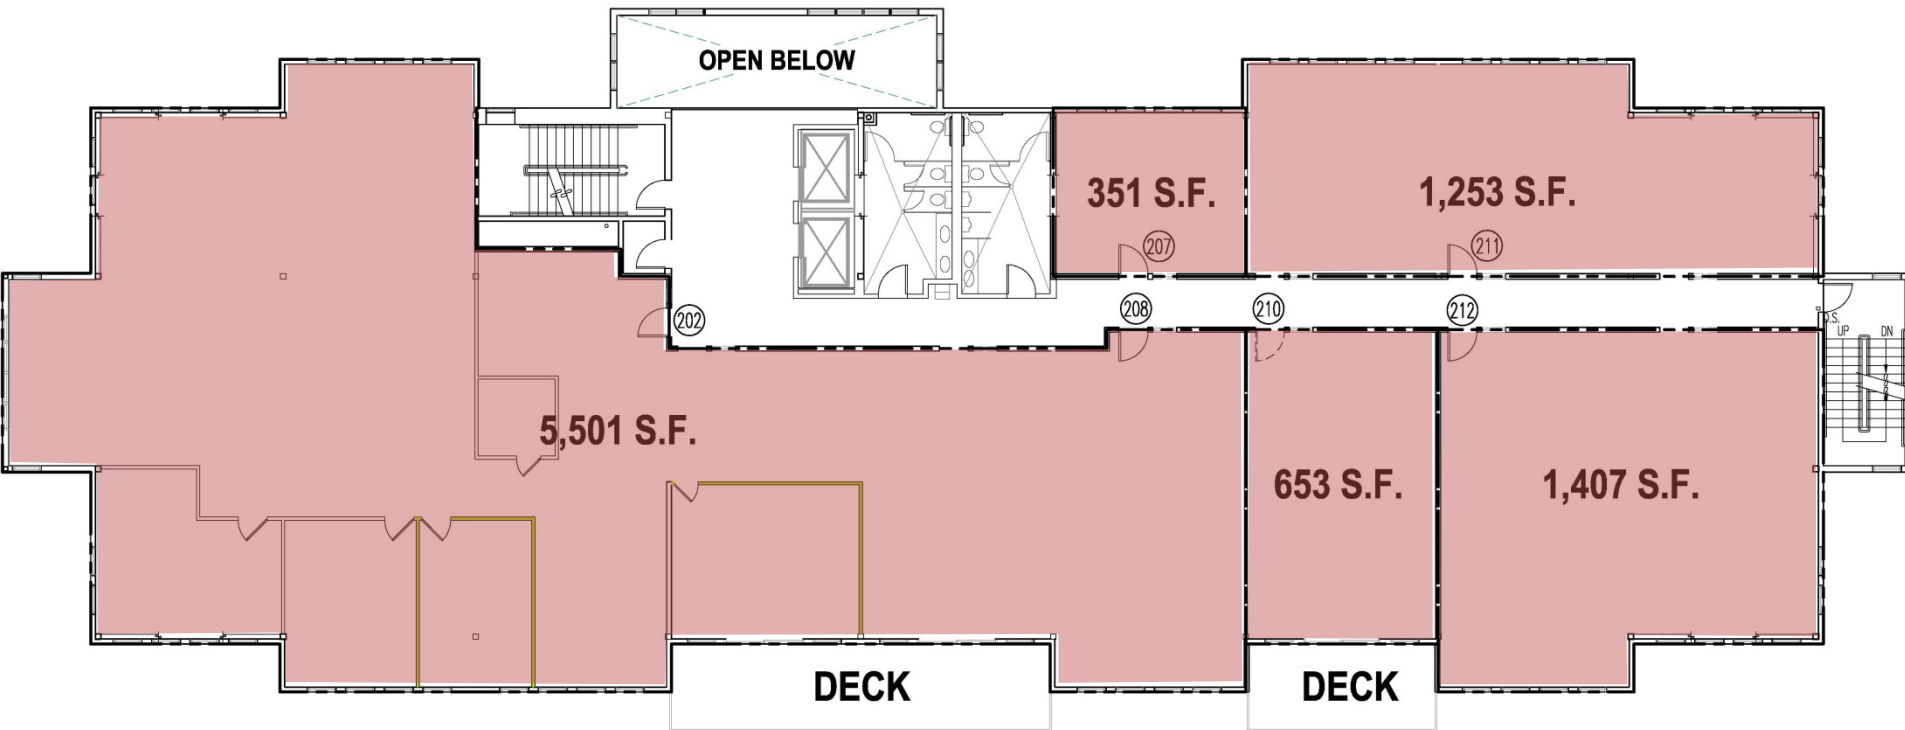 OPEN BELOW
351 S.F.
1,253 S.F.
207
211
202
208
210
212
UP
DN
5,501 S.F.
653 S.F.
1,407 S.F.
DECK
DECK